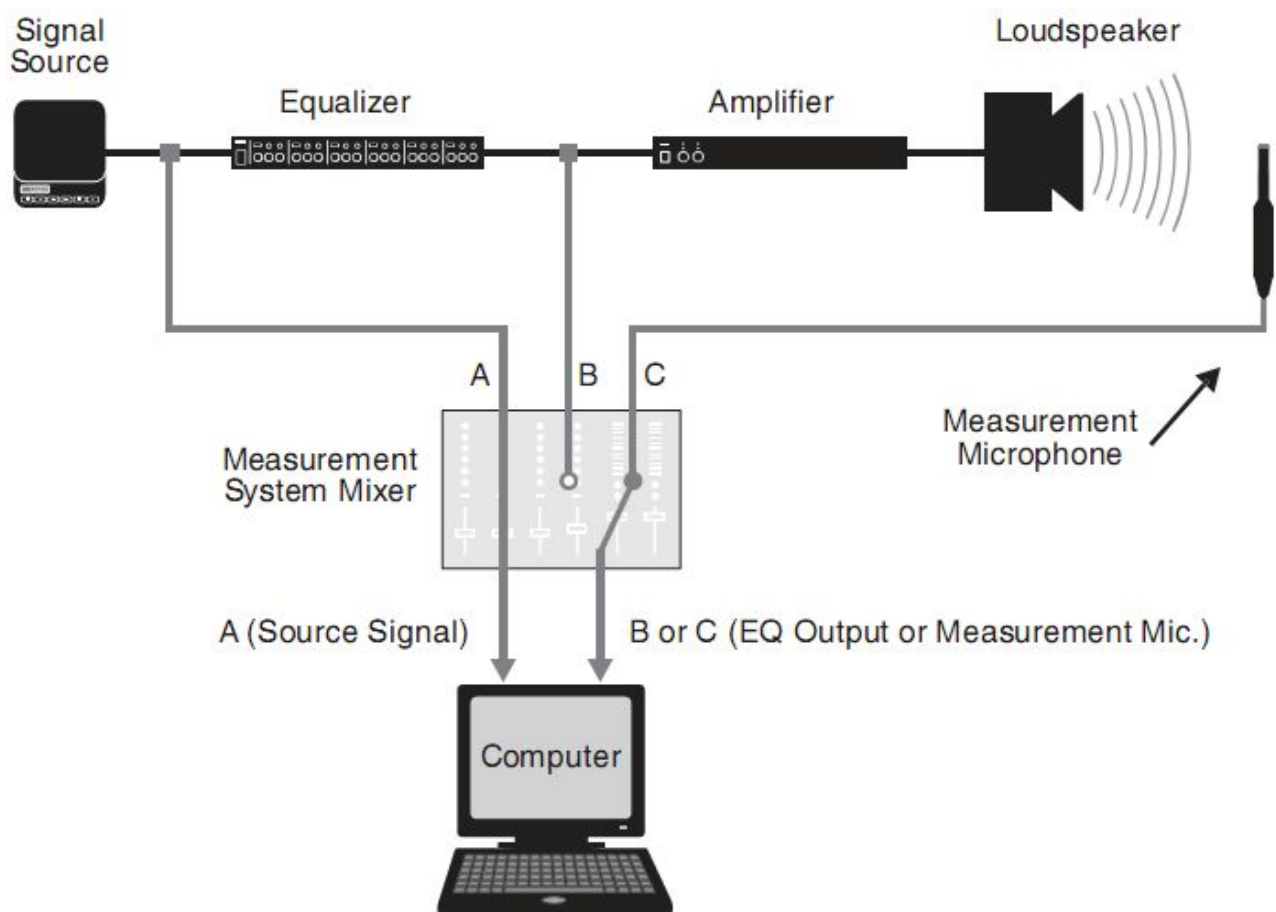 Signal
Source
Equalizer
Amplifier
Loudspeaker
A
B
C
Measurement
System Mixer
Measurement
Microphone
A (Source Signal)
B or C (EQ Output or Measurement Mic.)
Computer